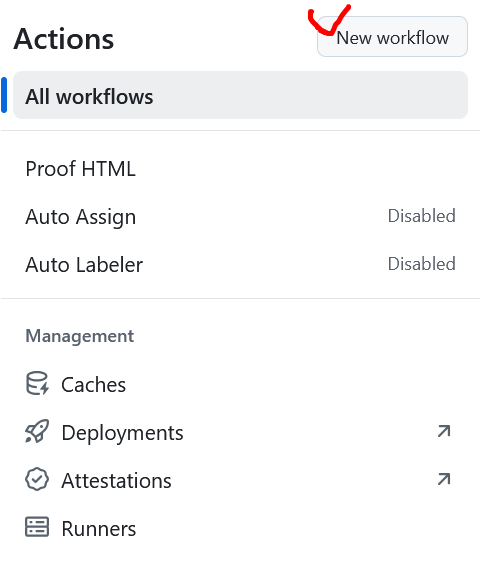 Actions
New workflow
All workflows
Proof HTML
Auto Assign Disabled
Auto Labeler Disabled
Management
Caches
Deployments
Attestations
Runners